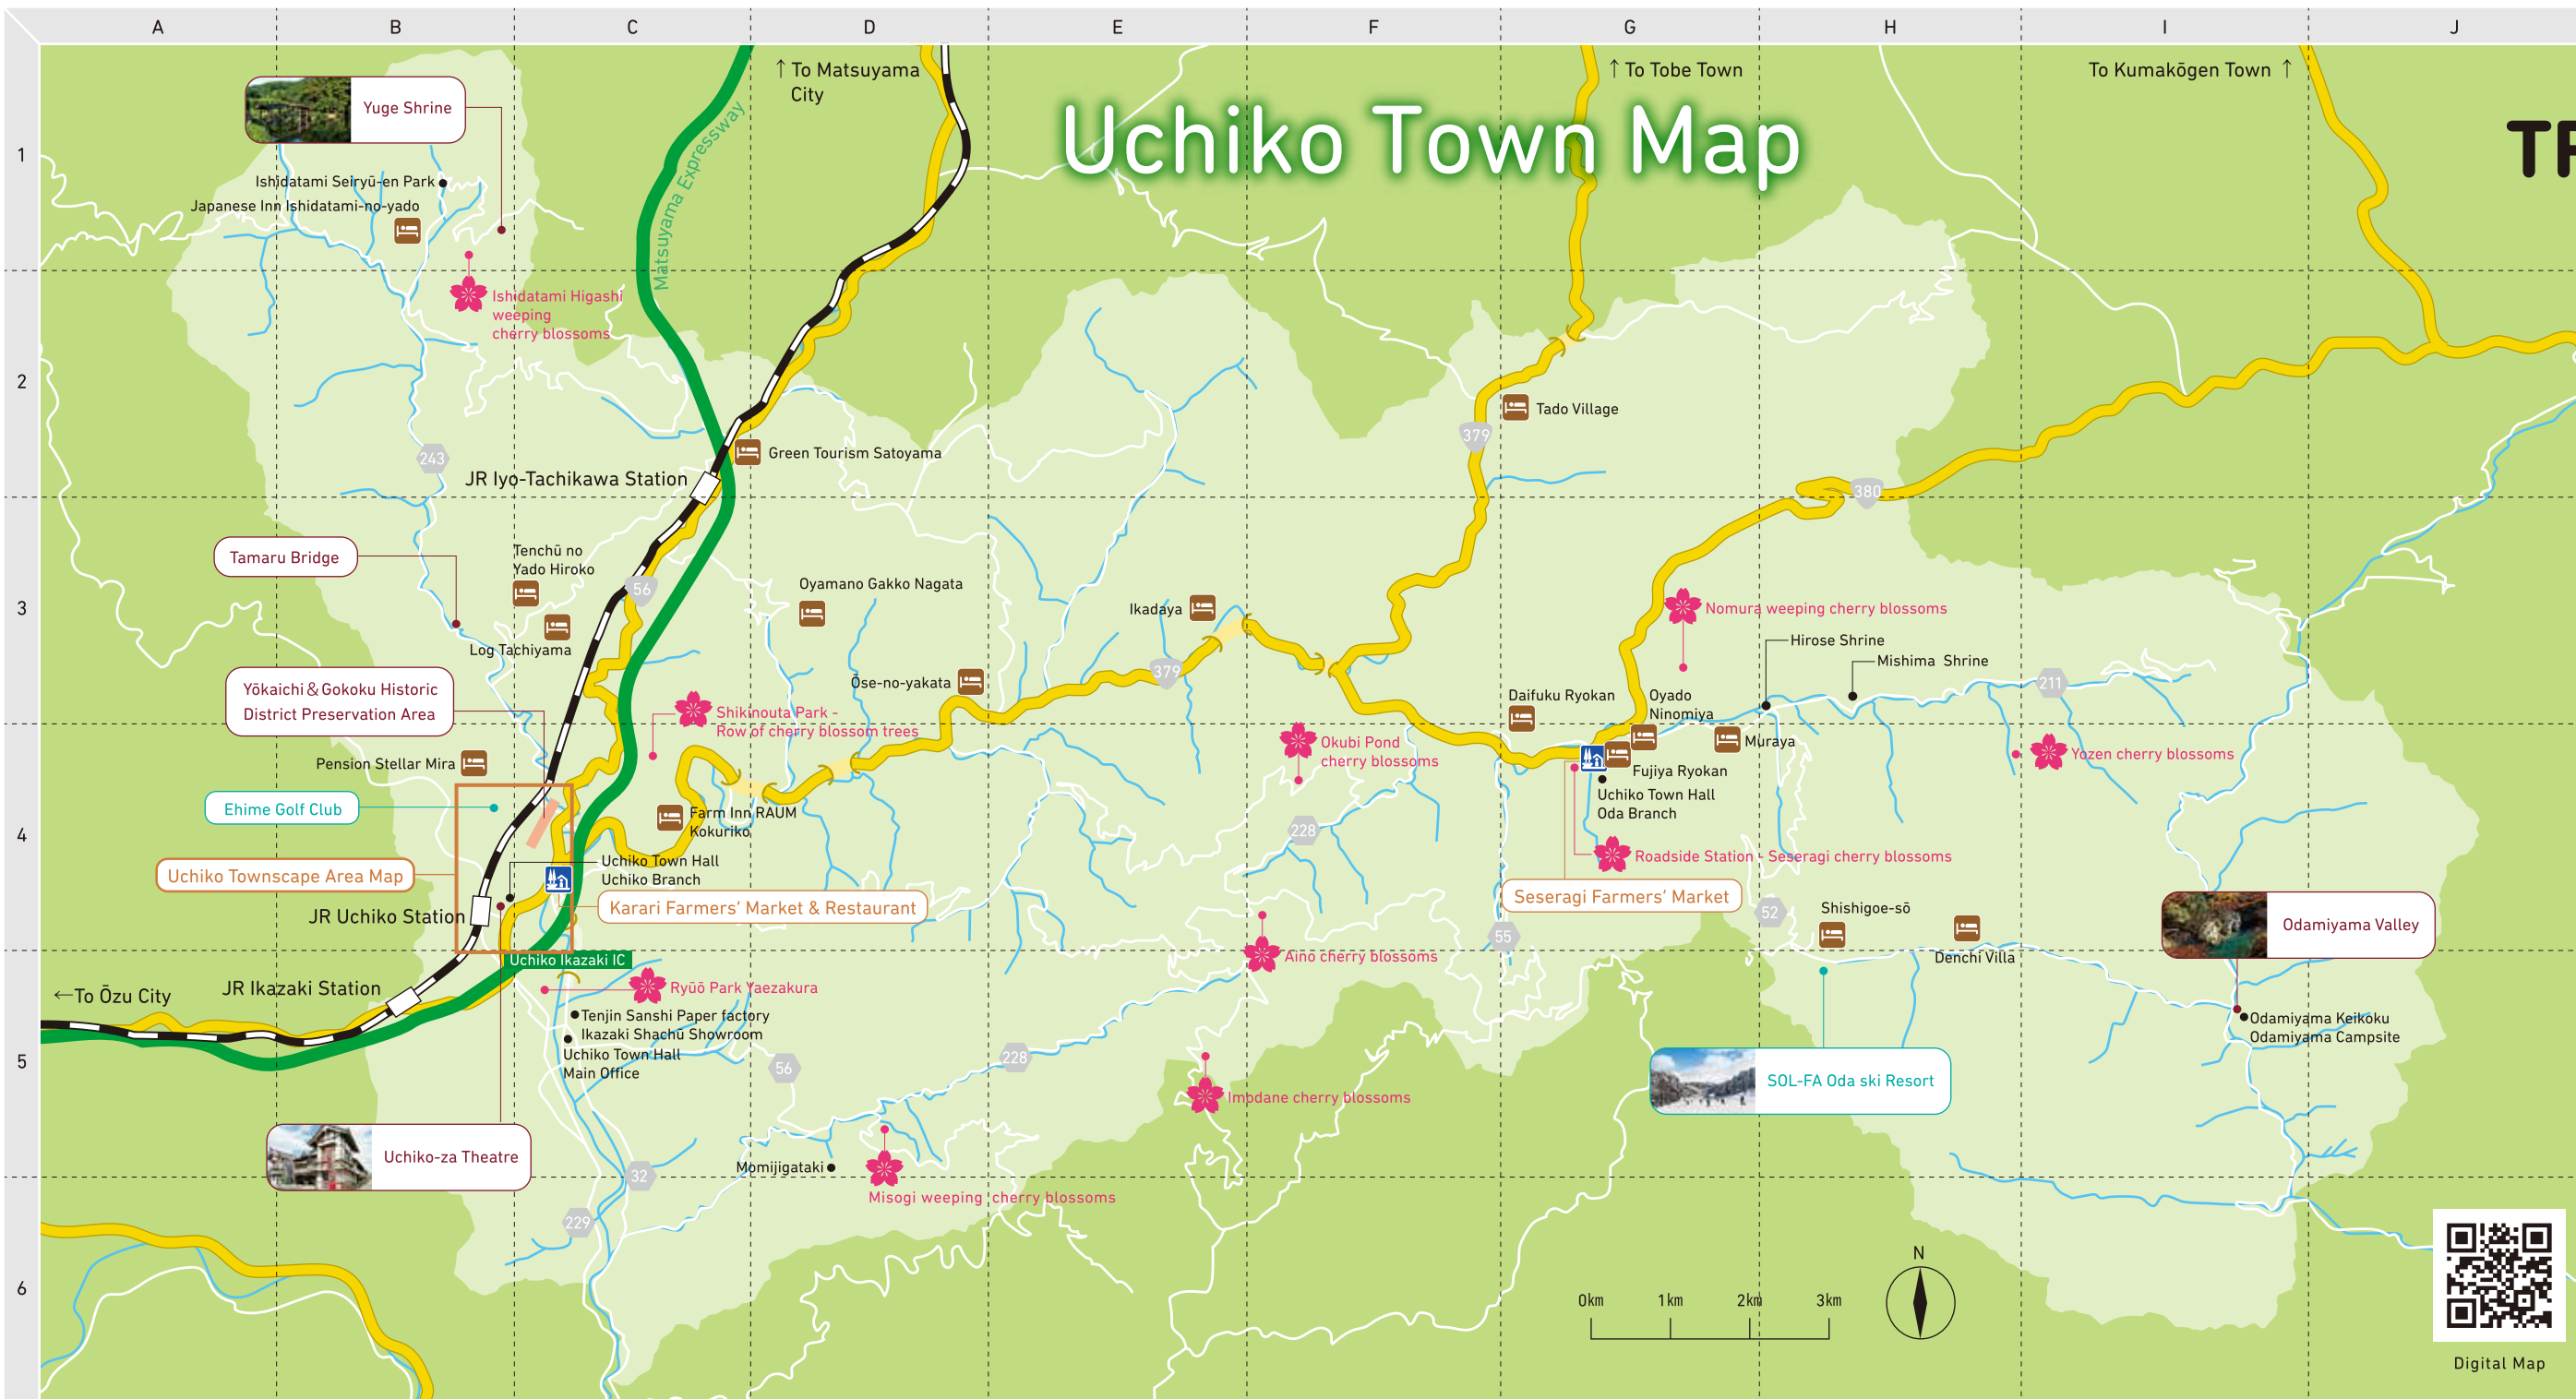 A B C D E F G H I J
↑ To Matsuyama
City
↑ To Tobe Town
To Kumakōgen Town ↑
Uchiko Town Map
Yuge Shrine
Matsuyama Expressway
1
Ishidatami Seiryū-en Park
Japanese Inn Ishidatami-no-yado
Ishidatami Higashi
weeping
cherry blossoms
2
Tado Village
379
243
Green Tourism Satoyama
JR Iyo-Tachikawa Station
380
Tamaru Bridge
Tenchū no
Yado Hiroko
56
Oyamano Gakko Nagata
3
Ikadaya
Nomura weeping cherry blossoms
Log Tachiyama
Hirose Shrine
Mishima Shrine
379
211
Yōkaichi & Gokoku Historic
District Preservation Area
Ōse-no-yakata
Daifuku Ryokan
Oyado
Ninomiya
Shikinouta Park -
Row of cherry blossom trees
Okubi Pond
cherry blossoms
Muraya
Yozen cherry blossoms
Pension Stellar Mira
Fujiya Ryokan
Uchiko Town Hall
Oda Branch
Ehime Golf Club
Farm Inn RAUM
Kokuriko
4
228
Uchiko Town Hall
Uchiko Branch
Roadside Station - Seseragi cherry blossoms
Uchiko Townscape Area Map
Karari Farmers' Market & Restaurant
Seseragi Farmers' Market
JR Uchiko Station
52
Shishigoe-sō
Odamiyama Valley
55
Uchiko Ikazaki IC
Aino cherry blossoms
Denchi Villa
←To Ōzu City
JR Ikazaki Station
Ryūō Park Yaezakura
Tenjin Sanshi Paper factory
Ikazaki Shachū Showroom
Odamiyama Keikoku
Odamiyama Campsite
Uchiko Town Hall
Main Office
5
56
228
SOL-FA Oda ski Resort
Imodane cherry blossoms
Uchiko-za Theatre
Momijigataki
32
Misogi weeping cherry blossoms
229
N
6
0km 1km 2km 3km
Digital Map